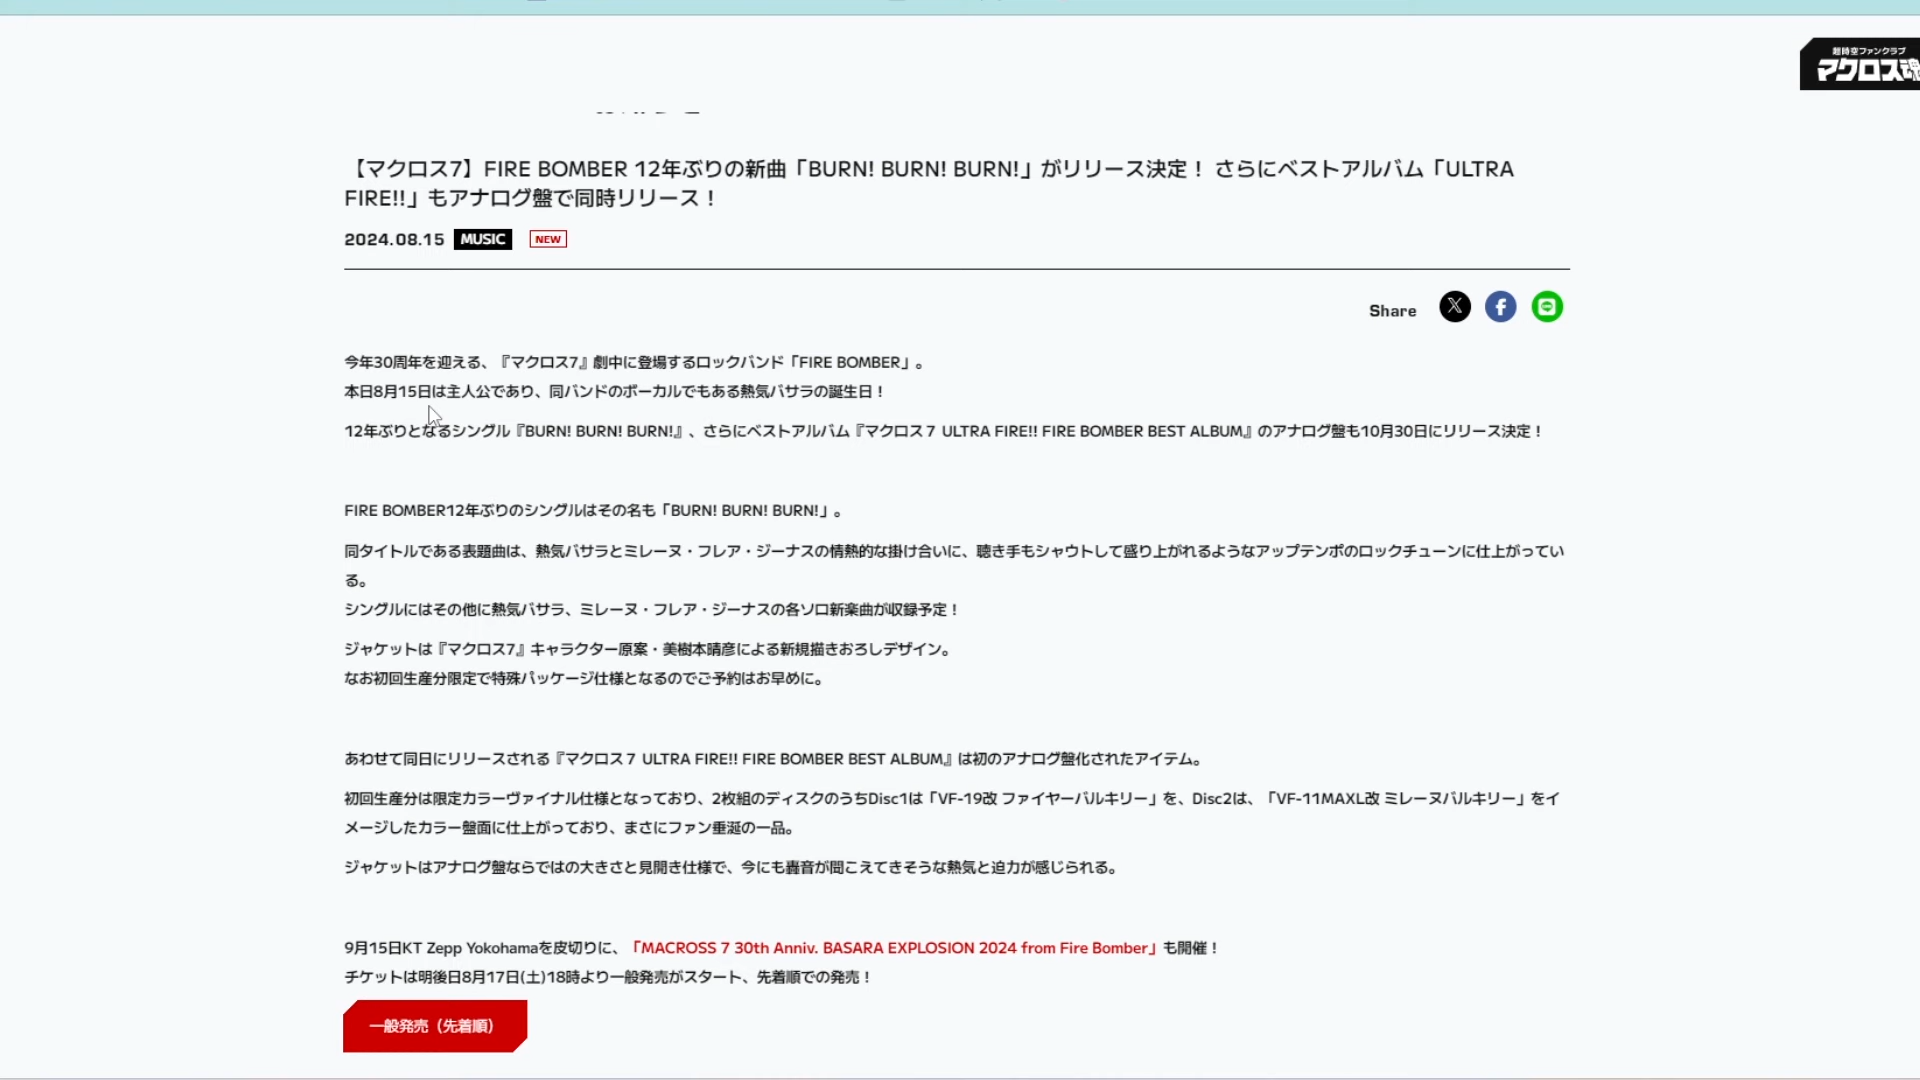 超時空ファンクラブ
マクロス魂
【マクロス7】FIRE BOMBER 12年ぶりの新曲「BURN! BURN! BURN!」がリリース決定！ さらにベストアルバム「ULTRA
FIRE!!」もアナログ盤で同時リリース！
2024.08.15 MUSIC NEW
Share
今年30周年を迎える、『マクロス7』劇中に登場するロックバンド「FIRE BOMBER」。
本日8月15日は主人公であり、同バンドのボーカルでもある熱気バサラの誕生日！
12年ぶりとなるシングル『BURN! BURN! BURN!』、さらにベストアルバム『マクロス７ ULTRA FIRE!! FIRE BOMBER BEST ALBUM』のアナログ盤も10月30日にリリース決定！
FIRE BOMBER12年ぶりのシングルはその名も「BURN! BURN! BURN!」。
同タイトルである表題曲は、熱気バサラとミレーヌ・フレア・ジーナスの情熱的な掛け合いに、聴き手もシャウトして盛り上がれるようなアップテンポのロックチューンに仕上がってい
る。
シングルにはその他に熱気バサラ、ミレーヌ・フレア・ジーナスの各ソロ新楽曲が収録予定！
ジャケットは『マクロス7』キャラクター原案・美樹本晴彦による新規描きおろしデザイン。
なお初回生産分限定で特殊パッケージ仕様となるのでご予約はお早めに。
あわせて同日にリリースされる『マクロス７ ULTRA FIRE!! FIRE BOMBER BEST ALBUM』は初のアナログ盤化されたアイテム。
初回生産分は限定カラーヴァイナル仕様となっており、2枚組のディスクのうちDisc1は「VF-19改 ファイヤーバルキリー」を、Disc2は、「VF-11MAXL改 ミレーヌバルキリー」をイ
メージしたカラー盤面に仕上がっており、まさにファン垂涎の一品。
ジャケットはアナログ盤ならではの大きさと見開き仕様で、今にも轟音が聞こえてきそうな熱気と迫力が感じられる。
9月15日KT Zepp Yokohamaを皮切りに、「MACROSS 7 30th Anniv. BASARA EXPLOSION 2024 from Fire Bomber」も開催！
チケットは明後日8月17日(土)18時より一般発売がスタート、先着順での発売！
一般発売（先着順）